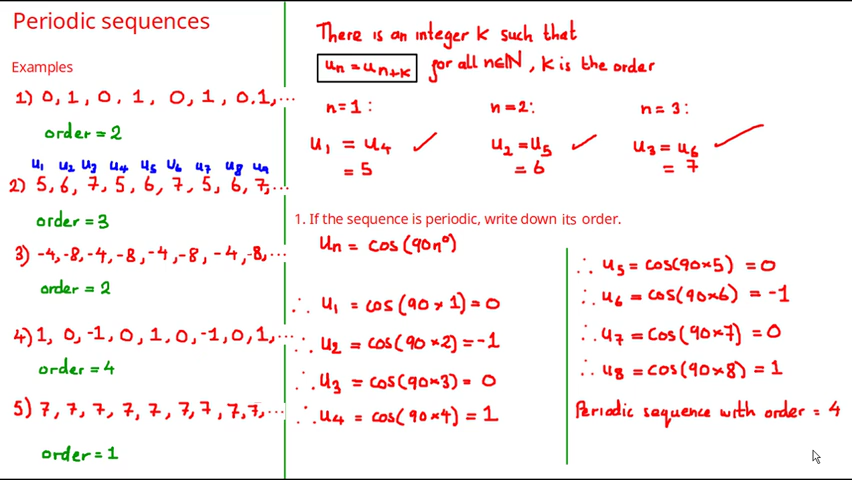 Periodic sequences
Examples
1) 0, 1, 0, 1, 0, 1, 0, 1, ...
order = 2
u₁ u₂ u₃ u₄ u₅ u₆ u₇ u₈ u₉
2) 5, 6, 7, 5, 6, 7, 5, 6, 7, ...
order = 3
3) -4, -8, -4, -8, -4, -8, -4, -8, ...
order = 2
4) 1, 0, -1, 0, 1, 0, -1, 0, 1, ...
order = 4
5) 7, 7, 7, 7, 7, 7, 7, 7, 7, ...
order = 1
There is an integer k such that
uₙ = uₙ₊ₖ for all n∈ℕ, k is the order
n=1: n=2: n=3:
u₁ = u₄ ✓ u₂ = u₅ ✓ u₃ = u₆ ✓
= 5 = 6 = 7
1. If the sequence is periodic, write down its order.
uₙ = cos(90n°)
∴ u₁ = cos(90×1) = 0
∴ u₂ = cos(90×2) = -1
∴ u₃ = cos(90×3) = 0
∴ u₄ = cos(90×4) = 1
∴ u₅ = cos(90×5) = 0
∴ u₆ = cos(90×6) = -1
∴ u₇ = cos(90×7) = 0
∴ u₈ = cos(90×8) = 1
Periodic sequence with order = 4